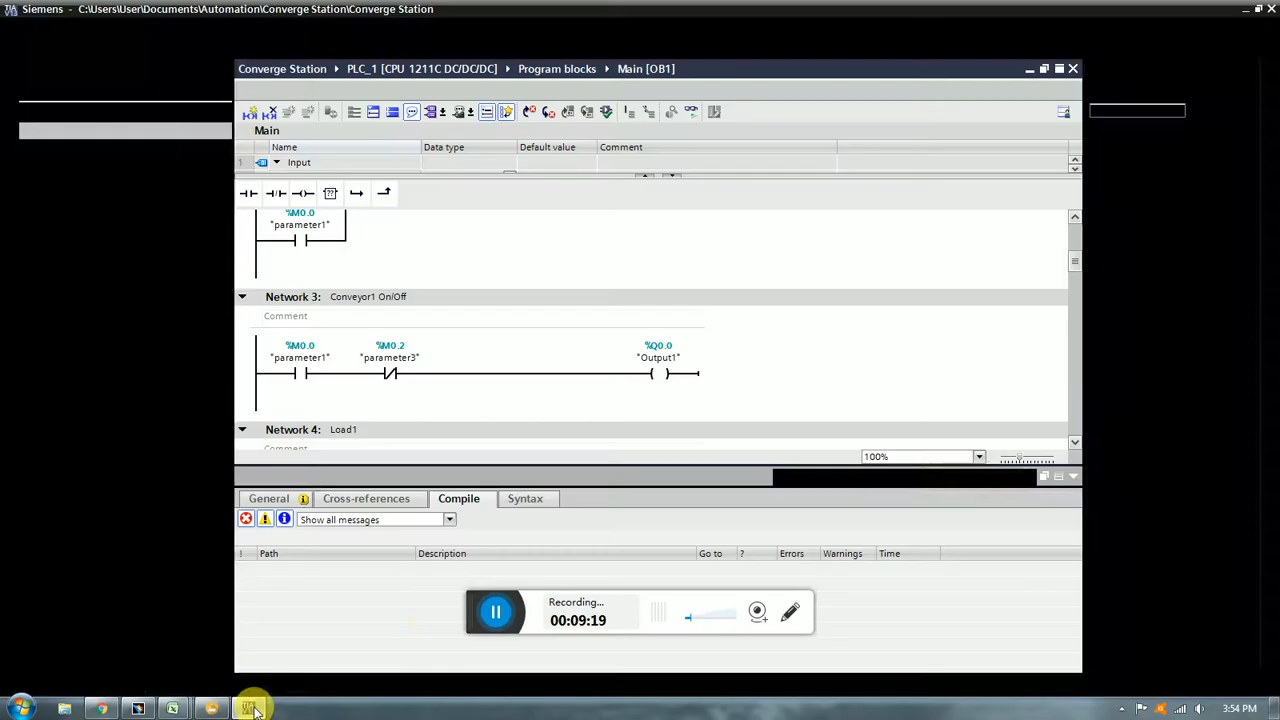 Siemens - C:\Users\User\Documents\Automation\Converge Station\Converge Station
Converge Station PLC_1 [CPU 1211C DC/DC/DC] Program blocks Main [OB1]
Main
Name Data type Default value Comment
1 Input
??
%M0.0
"parameter1"
Network 3: Conveyor1 On/Off
Comment
%M0.0 %M0.2 %Q0.0
"parameter1" "parameter3" "Output1"
Network 4: Load1
Comment
100%
General Cross-references Compile Syntax
Show all messages
! Path Description Go to ? Errors Warnings Time
Recording...
00:09:19
3:54 PM